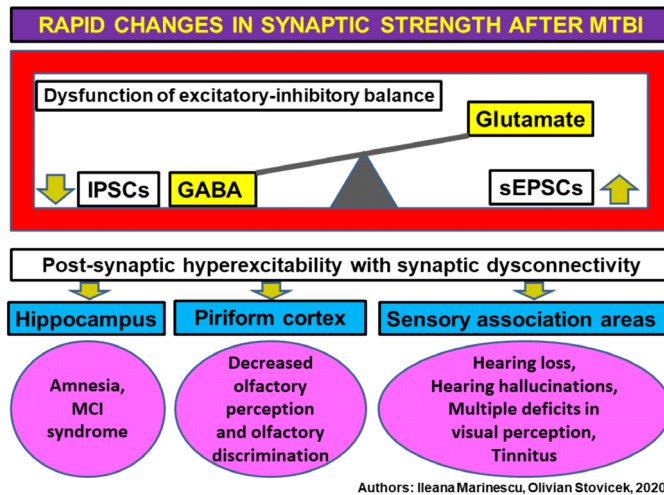 RAPID CHANGES IN SYNAPTIC STRENGTH AFTER MTBI
Dysfunction of excitatory-inhibitory balance
Glutamate
IPSCs
GABA
sEPSCs
Post-synaptic hyperexcitability with synaptic dysconnectivity
Hippocampus
Piriform cortex
Sensory association areas
Amnesia,
MCI
syndrome
Decreased
olfactory
perception
and olfactory
discrimination
Hearing loss,
Hearing hallucinations,
Multiple deficits in
visual perception,
Tinnitus
Authors: Ileana Marinescu, Olivian Stovicek, 2020